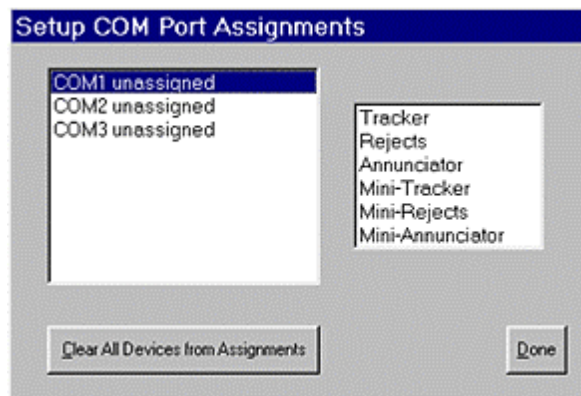 Setup COM Port Assignments
COM1 unassigned
COM2 unassigned
COM3 unassigned
Tracker
Rejects
Annunciator
Mini-Tracker
Mini-Rejects
Mini-Annunciator
Clear All Devices from Assignments
Done